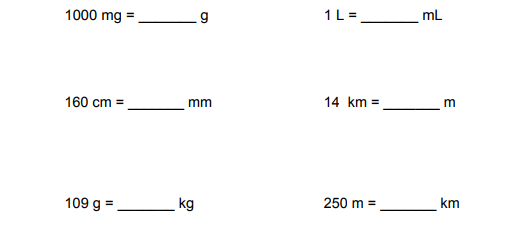 1000 mg = _______ g 1 L = _______ mL
160 cm = _______ mm 14 km = _______ m
109 g = _______ kg 250 m = _______ km